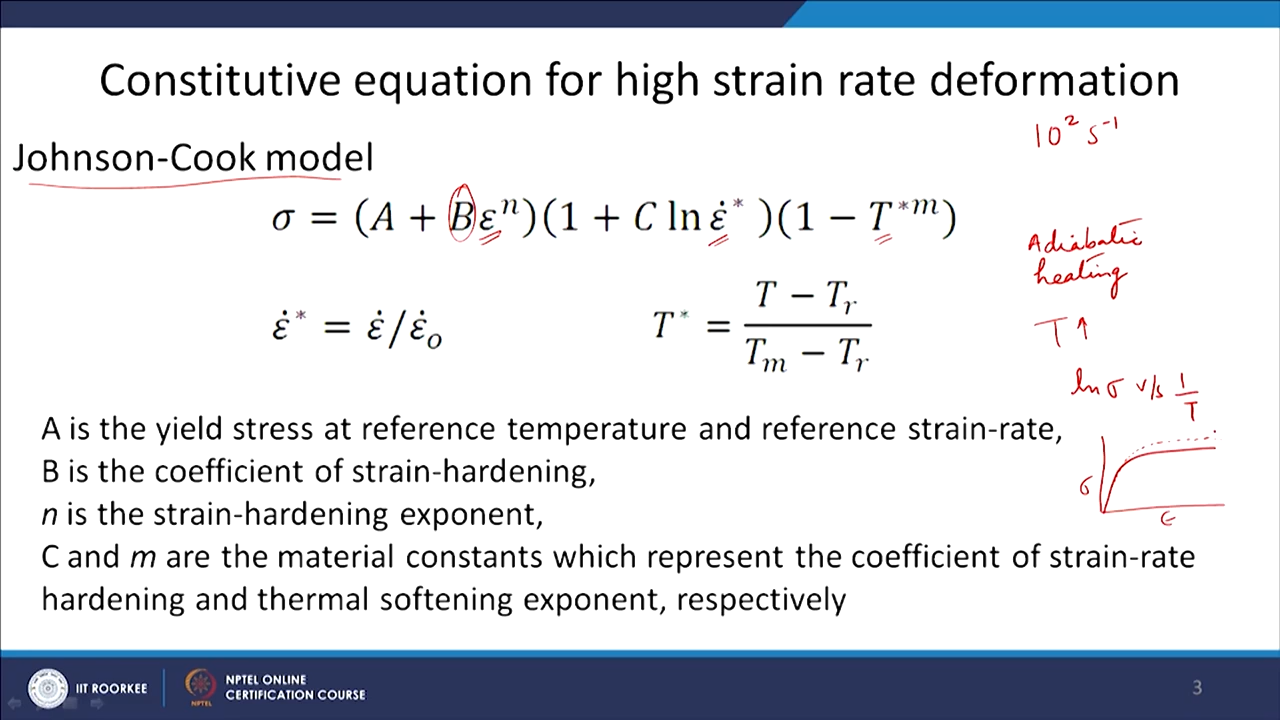 Constitutive equation for high strain rate deformation
10² s⁻¹
Johnson-Cook model
σ = (A + Bεⁿ)(1 + C ln ε̇*)(1 − T*ᵐ)
Adiabatic
heating
ε̇* = ε̇/ε̇ₒ
T* = (T − Tᵣ)/(Tₘ − Tᵣ)
T ↑
ln σ v/s 1/T
A is the yield stress at reference temperature and reference strain-rate,
B is the coefficient of strain-hardening,
σ
n is the strain-hardening exponent,
ϵ
C and m are the material constants which represent the coefficient of strain-rate
hardening and thermal softening exponent, respectively
IIT ROORKEE
NPTEL
NPTEL ONLINE
CERTIFICATION COURSE
3